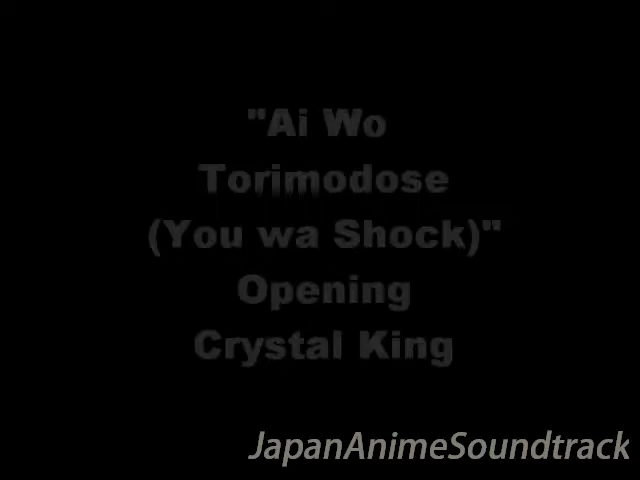 "Ai Wo
Torimodose
(You wa Shock)"
Opening
Crystal King
JapanAnimeSoundtrack